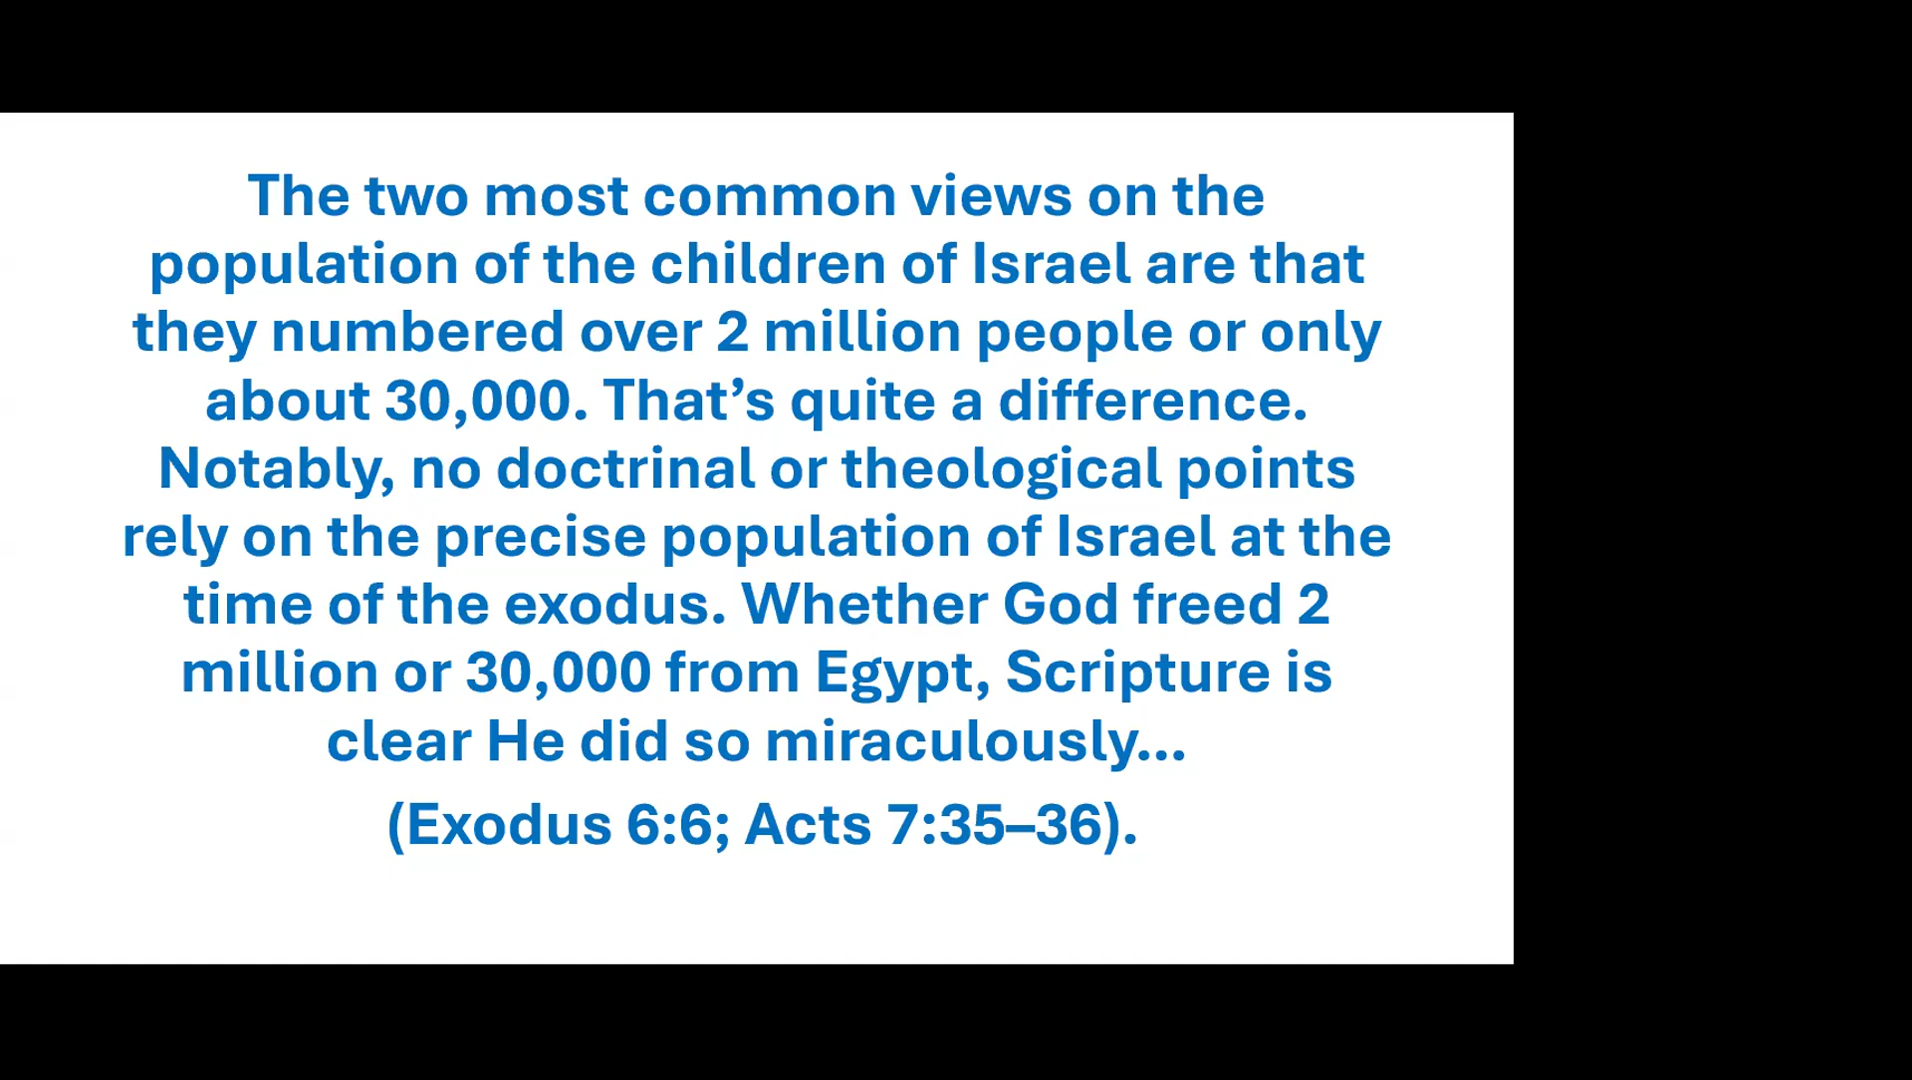 The two most common views on the
population of the children of Israel are that
they numbered over 2 million people or only
about 30,000. That’s quite a difference.
Notably, no doctrinal or theological points
rely on the precise population of Israel at the
time of the exodus. Whether God freed 2
million or 30,000 from Egypt, Scripture is
clear He did so miraculously...
(Exodus 6:6; Acts 7:35–36).